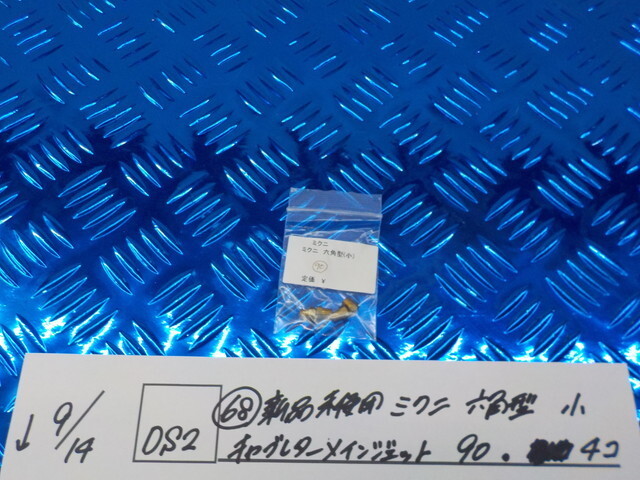 ミクニ
ミクニ 六角型(小)
90
定価 ¥
↓ 9/14
DS2
68 新品未使用 ミクニ 六角型 小
キャブレターメインジェット 90. 4コ